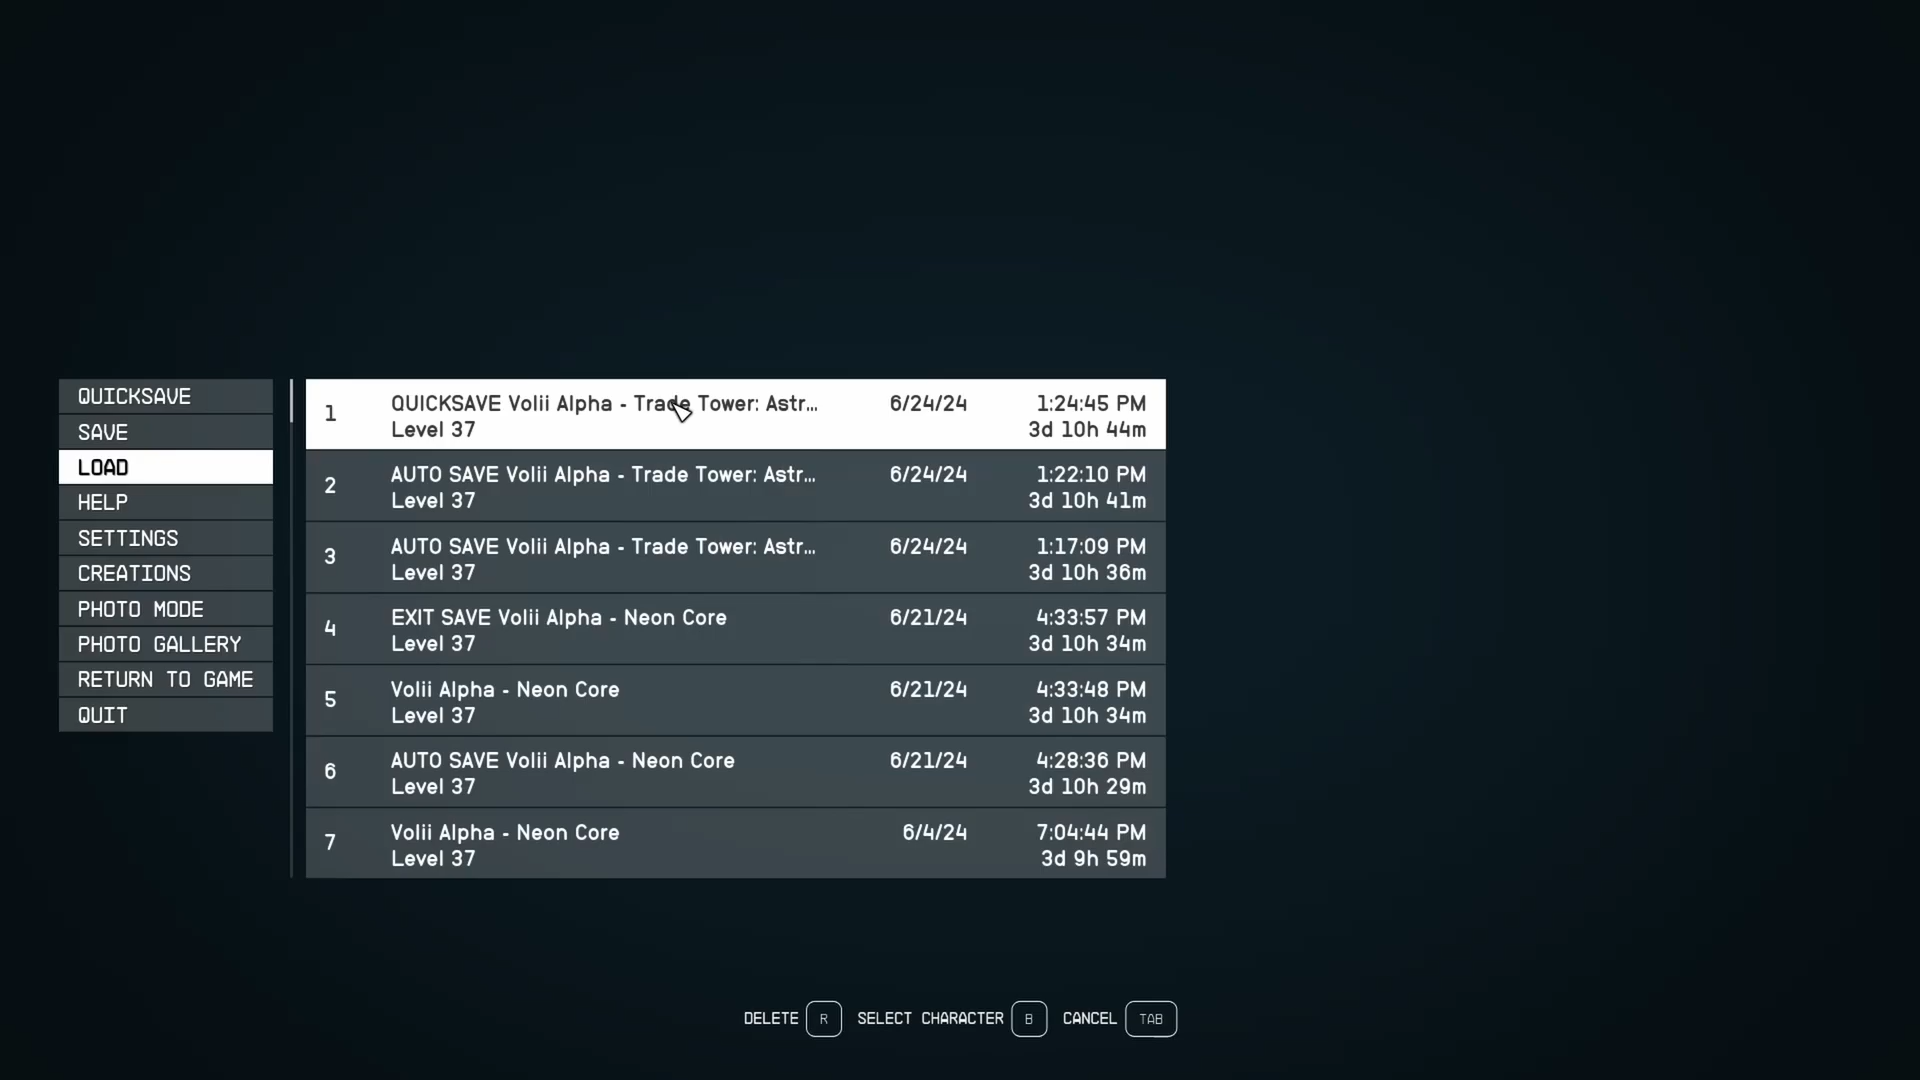 QUICKSAVE
SAVE
LOAD
HELP
SETTINGS
CREATIONS
PHOTO MODE
PHOTO GALLERY
RETURN TO GAME
QUIT
1 QUICKSAVE Volii Alpha - Trade Tower: Astr... 6/24/24 1:24:45 PM
Level 37 3d 10h 44m
2 AUTO SAVE Volii Alpha - Trade Tower: Astr... 6/24/24 1:22:10 PM
Level 37 3d 10h 41m
3 AUTO SAVE Volii Alpha - Trade Tower: Astr... 6/24/24 1:17:09 PM
Level 37 3d 10h 36m
4 EXIT SAVE Volii Alpha - Neon Core 6/21/24 4:33:57 PM
Level 37 3d 10h 34m
5 Volii Alpha - Neon Core 6/21/24 4:33:48 PM
Level 37 3d 10h 34m
6 AUTO SAVE Volii Alpha - Neon Core 6/21/24 4:28:36 PM
Level 37 3d 10h 29m
7 Volii Alpha - Neon Core 6/4/24 7:04:44 PM
Level 37 3d 9h 59m
DELETE R SELECT CHARACTER B CANCEL TAB